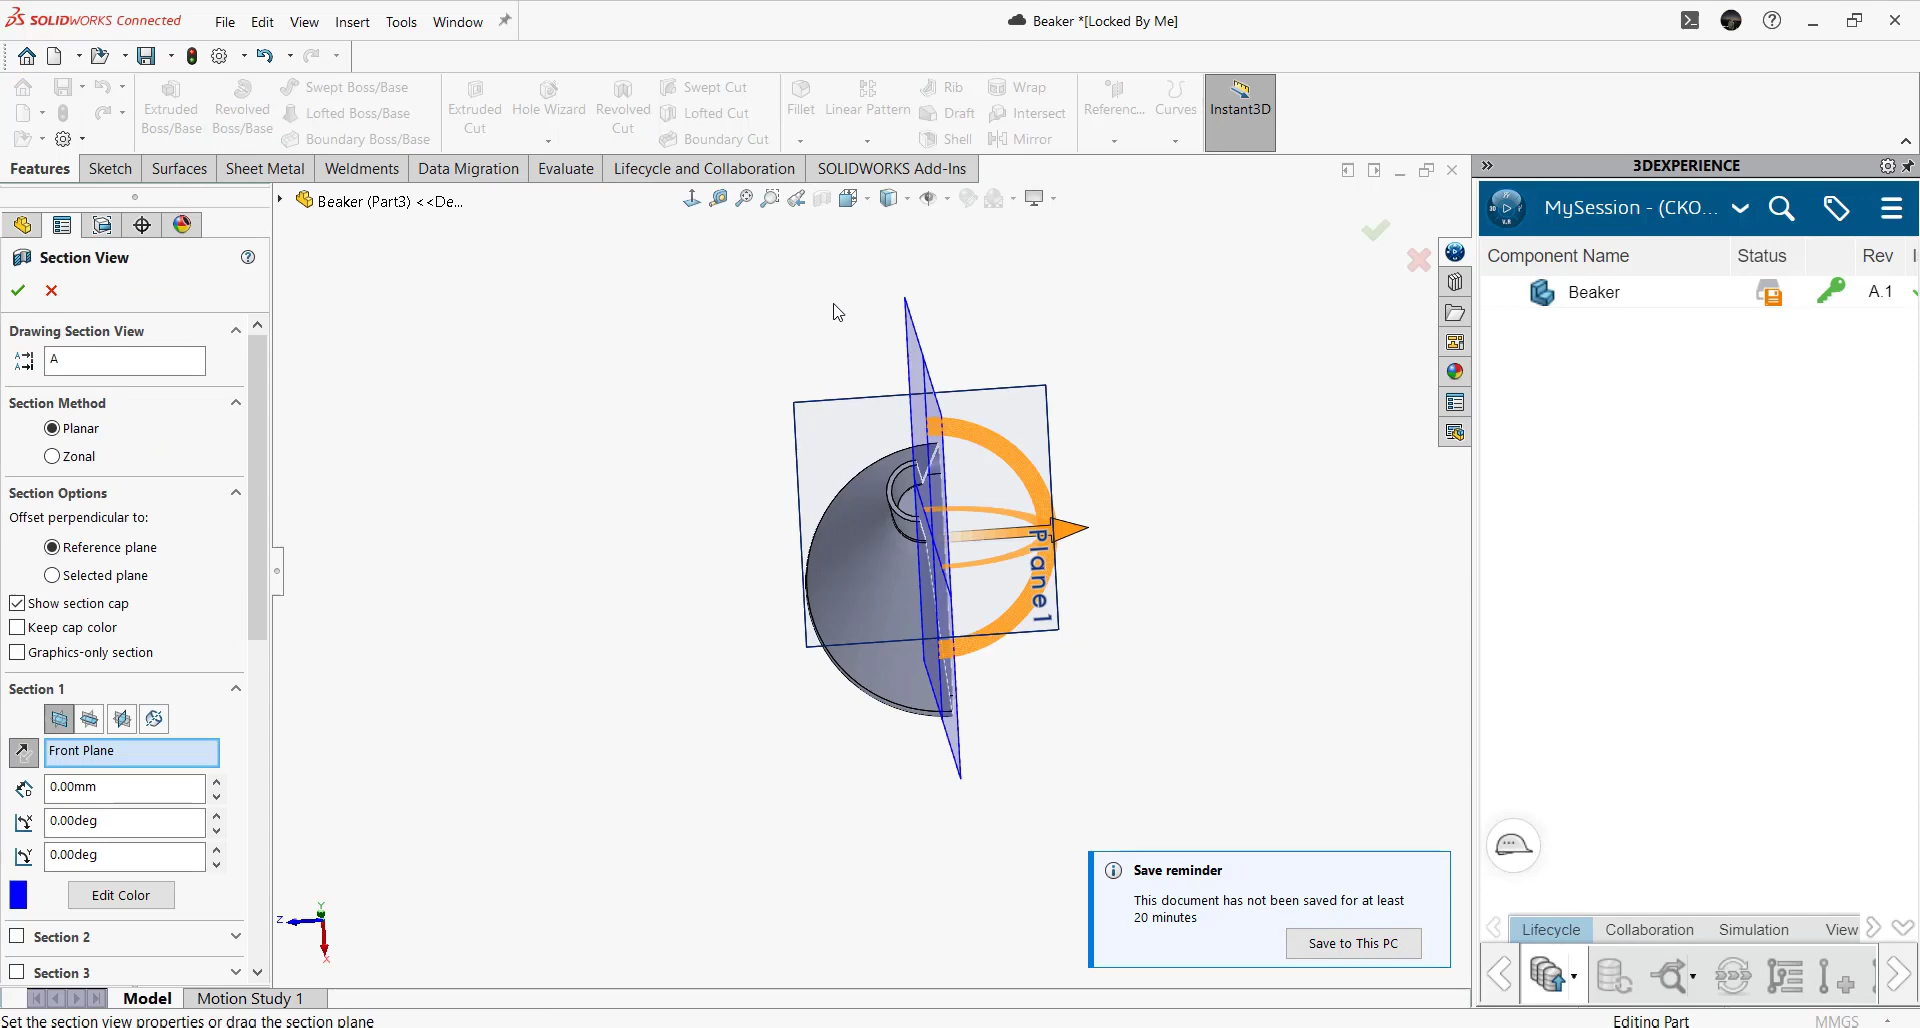 SOLIDWORKS Connected File Edit View Insert Tools Window Beaker *[Locked By Me]
Extruded Boss/Base
Revolved Boss/Base
Swept Boss/Base
Lofted Boss/Base
Boundary Boss/Base
Extruded Cut
Hole Wizard
Revolved Cut
Swept Cut
Lofted Cut
Boundary Cut
Fillet
Linear Pattern
Rib
Draft
Shell
Wrap
Intersect
Mirror
Referenc...
Curves
Instant3D
Features Sketch Surfaces Sheet Metal Weldments Data Migration Evaluate Lifecycle and Collaboration SOLIDWORKS Add-Ins
Beaker (Part3) <<De...
Section View
Drawing Section View
A
Section Method
Planar
Zonal
Section Options
Offset perpendicular to:
Reference plane
Selected plane
Show section cap
Keep cap color
Graphics-only section
Section 1
Front Plane
0.00mm
0.00deg
0.00deg
Edit Color
Section 2
Section 3
Plane1
Z
Y
X
Save reminder
This document has not been saved for at least
20 minutes
Save to This PC
3DEXPERIENCE
MySession - (CKO...
Component Name Status Rev
Beaker A.1
Lifecycle Collaboration Simulation View
Model Motion Study 1
Set the section view properties or drag the section plane
Editing Part MMGS